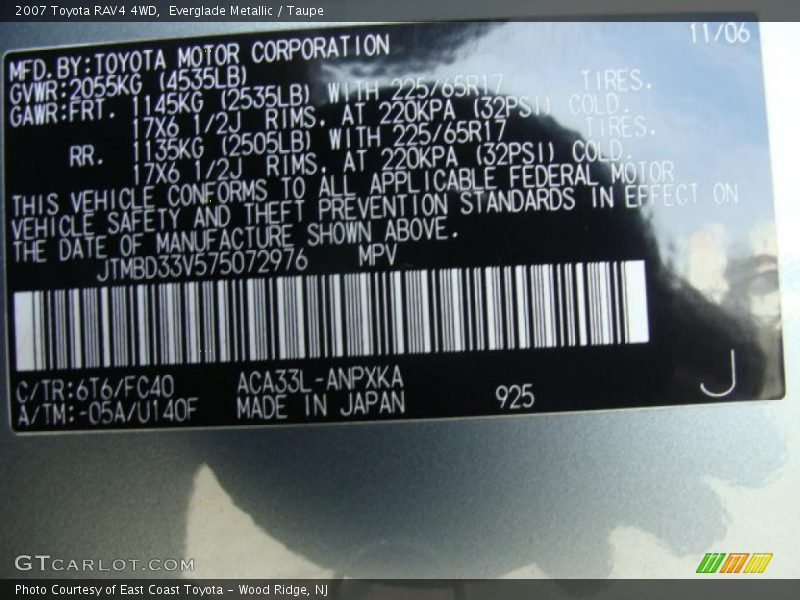 2007 Toyota RAV4 4WD,  Everglade Metallic / Taupe
11/06
MFD.BY:TOYOTA MOTOR CORPORATION
GVWR:2055KG (4535LB)
GAWR:FRT. 1145KG (2535LB) WITH 225/65R17 TIRES.
17X6 1/2J RIMS, AT 220KPA (32PSI) COLD.
RR. 1135KG (2505LB) WITH 225/65R17 TIRES.
17X6 1/2J RIMS, AT 220KPA (32PSI) COLD.
THIS VEHICLE CONFORMS TO ALL APPLICABLE FEDERAL MOTOR
VEHICLE SAFETY AND THEFT PREVENTION STANDARDS IN EFFECT ON
THE DATE OF MANUFACTURE SHOWN ABOVE.
JTMBD33V575072976 MPV
C/TR:6T6/FC40 ACA33L-ANPXKA
A/TM:-05A/U140F MADE IN JAPAN 925
J
GTCARLOT.COM
Photo Courtesy of East Coast Toyota - Wood Ridge, NJ